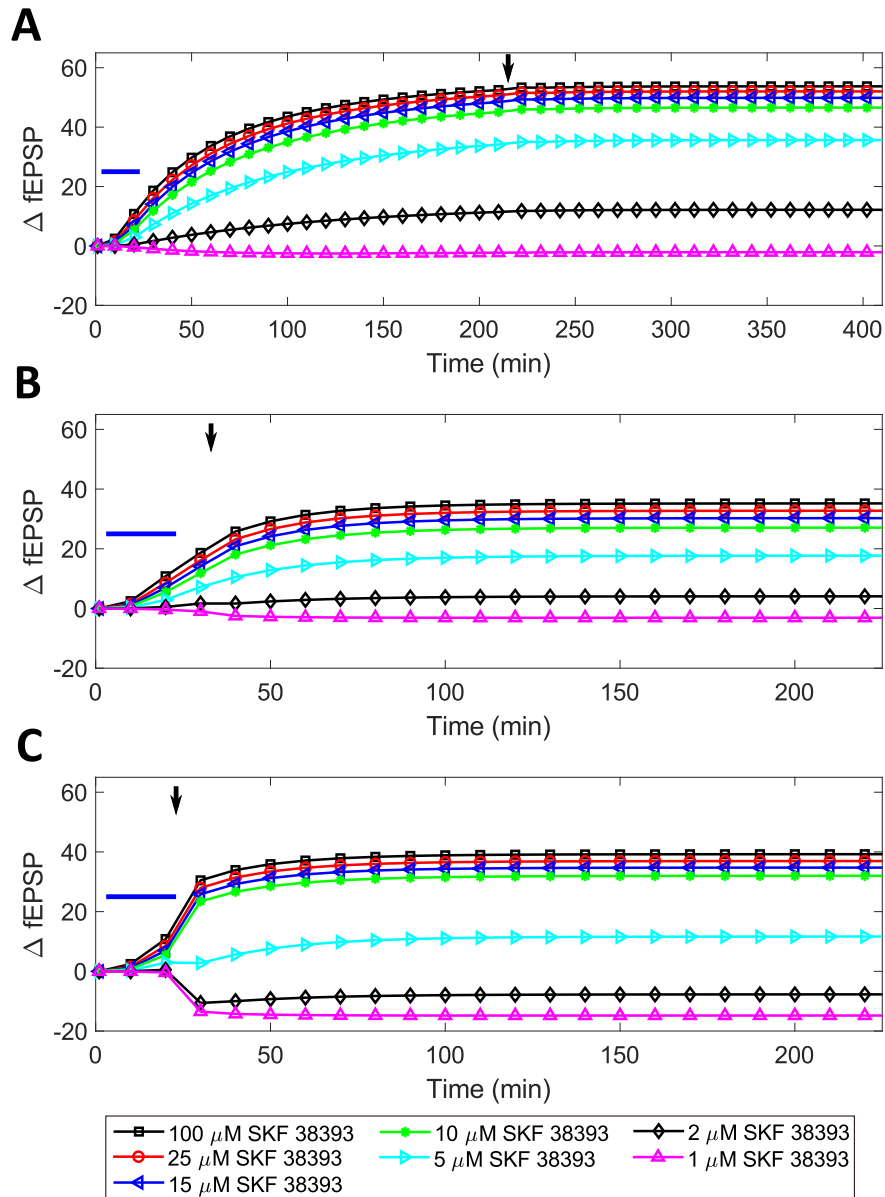 A
60
40
20
0
-20
Δ fEPSP
0 50 100 150 200 250 300 350 400
Time (min)
B
60
40
20
0
-20
Δ fEPSP
0 50 100 150 200
Time (min)
C
60
40
20
0
-20
Δ fEPSP
0 50 100 150 200
Time (min)
100 μM SKF 38393 10 μM SKF 38393 2 μM SKF 38393
25 μM SKF 38393 5 μM SKF 38393 1 μM SKF 38393
15 μM SKF 38393